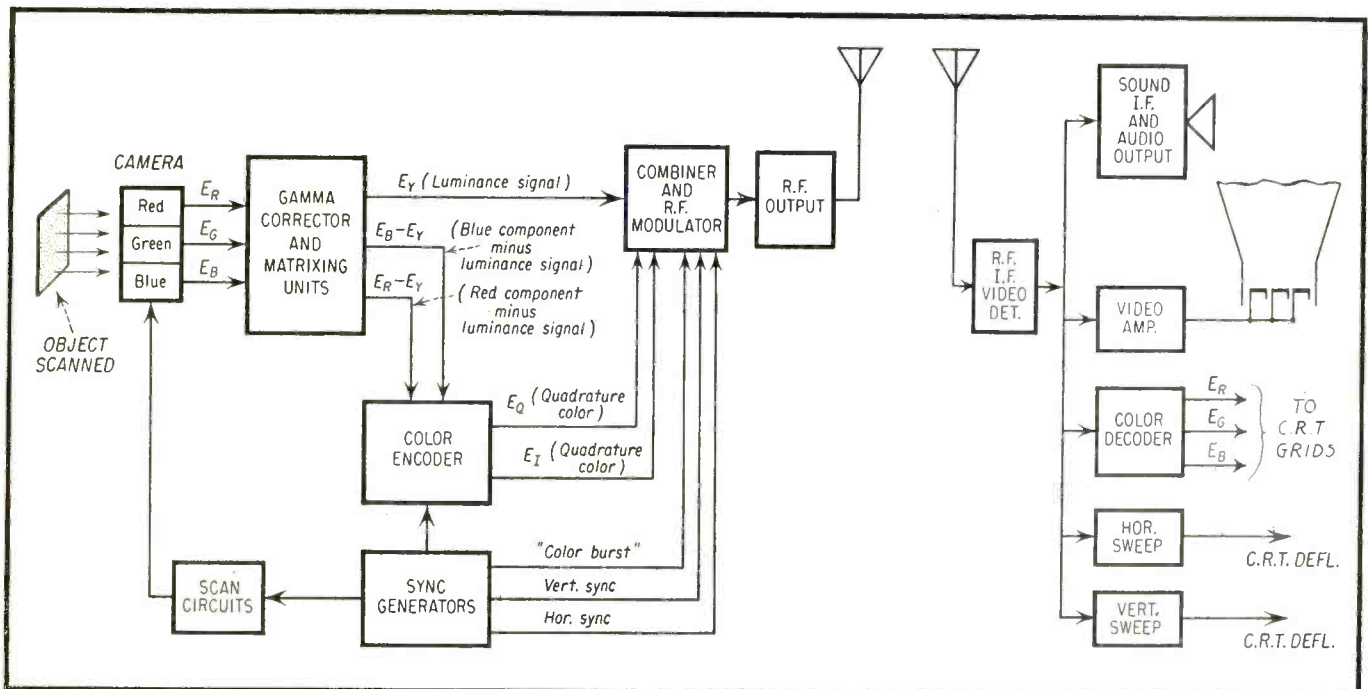 CAMERA
Red
Green
Blue
OBJECT
SCANNED
E_R
E_G
E_B
GAMMA
CORRECTOR
AND
MATRIXING
UNITS
E_Y (Luminance signal)
E_B-E_Y
(Blue component
minus
luminance signal)
E_R-E_Y
(Red component
minus
luminance signal)
COLOR
ENCODER
E_Q (Quadrature
color)
E_I (Quadrature
color)
SCAN
CIRCUITS
SYNC
GENERATORS
"Color burst"
Vert. sync
Hor. sync
COMBINER
AND
R.F.
MODULATOR
R.F.
OUTPUT
R.F.
I.F.
VIDEO
DET.
SOUND
I.F.
AND
AUDIO
OUTPUT
VIDEO
AMP.
COLOR
DECODER
E_R
E_G
E_B
TO
C.R.T
GRIDS
HOR.
SWEEP
C.R.T. DEFL.
VERT.
SWEEP
C.R.T. DEFL.